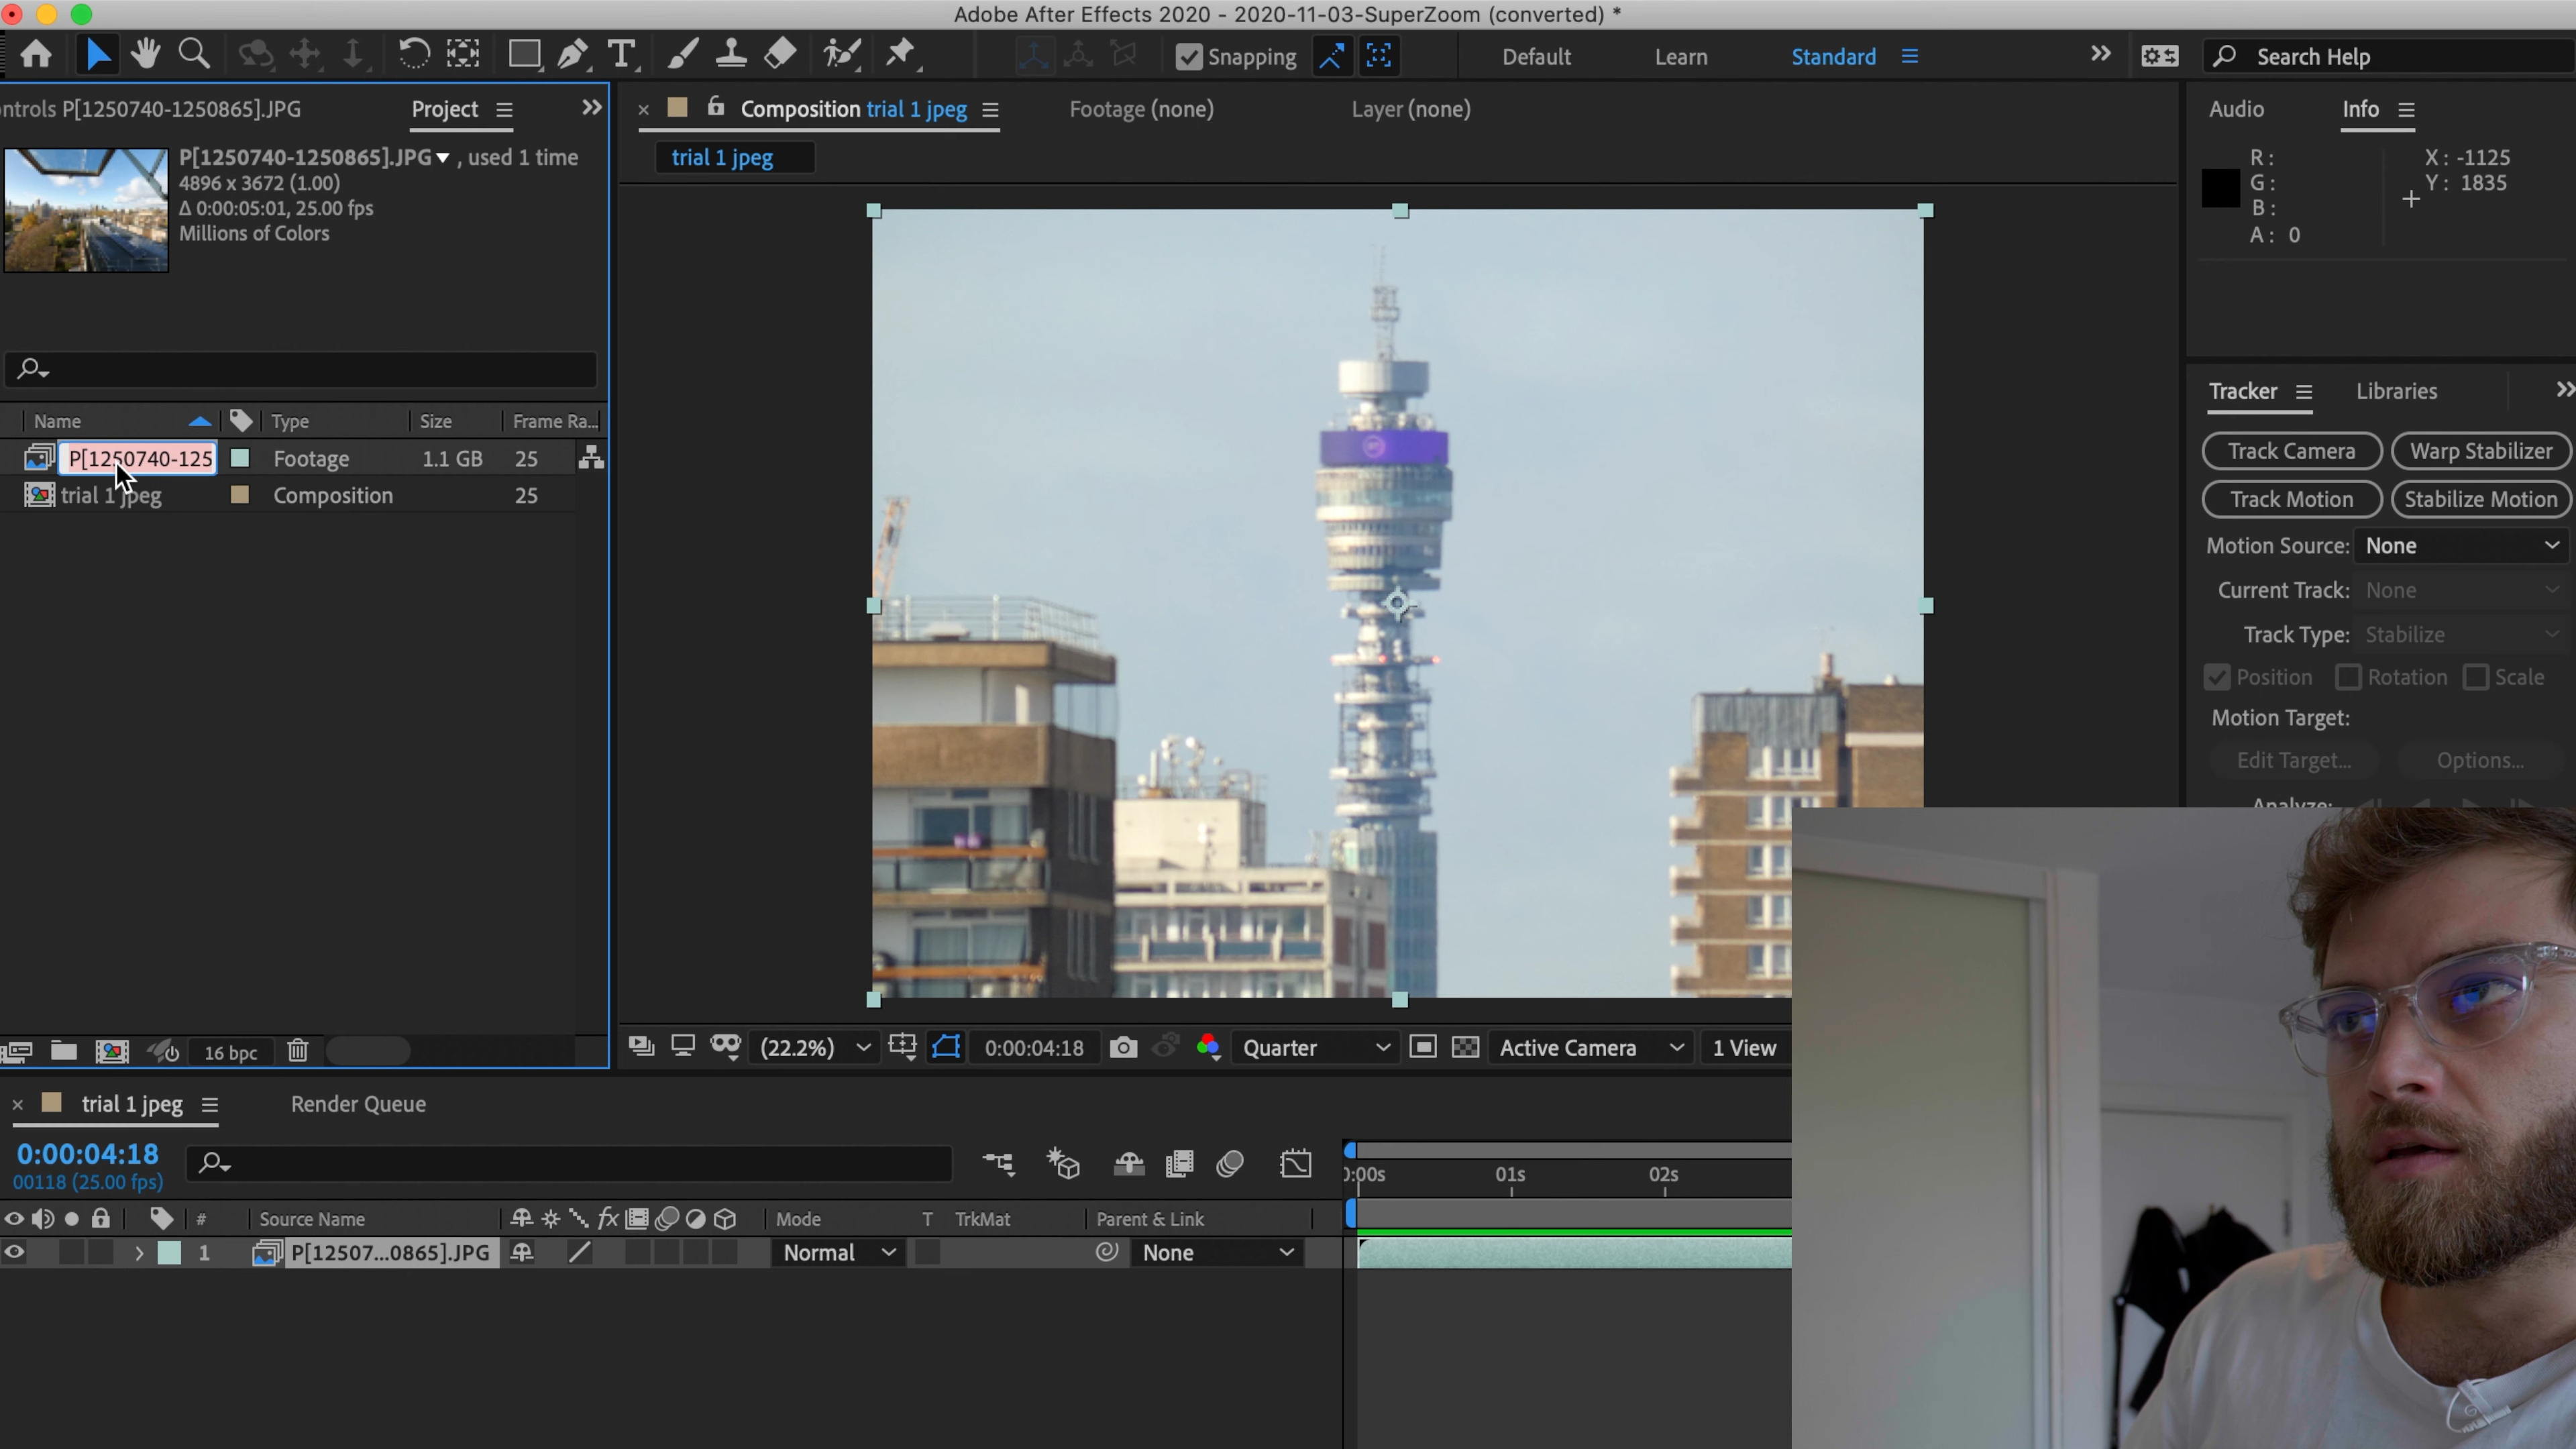 Adobe After Effects 2020 - 2020-11-03-SuperZoom (converted) *
T
Snapping
Default
Learn
Standard
Search Help
ntrols P[1250740-1250865].JPG
Project
Composition trial 1 jpeg
Footage (none)
Layer (none)
Audio
Info
P[1250740-1250865].JPG , used 1 time
4896 x 3672 (1.00)
Δ 0:00:05:01, 25.00 fps
Millions of Colors
trial 1 jpeg
R :
G :
B :
A : 0
X : -1125
Y : 1835
Name
Type
Size
Frame Ra...
P[1250740-125
Footage
1.1 GB
25
trial 1 jpeg
Composition
25
Tracker
Libraries
Track Camera
Warp Stabilizer
Track Motion
Stabilize Motion
Motion Source: None
Current Track: None
Track Type: Stabilize
Position
Rotation
Scale
Motion Target:
Edit Target...
Options...
Analyze:
16 bpc
(22.2%)
0:00:04:18
Quarter
Active Camera
1 View
trial 1 jpeg
Render Queue
0:00:04:18
00118 (25.00 fps)
0:00s
01s
02s
#
Source Name
fx
Mode
T
TrkMat
Parent & Link
1
P[12507...0865].JPG
Normal
None